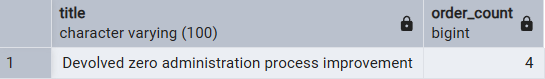 title
character varying (100)
order_count
bigint
1
Devolved zero administration process improvement
4